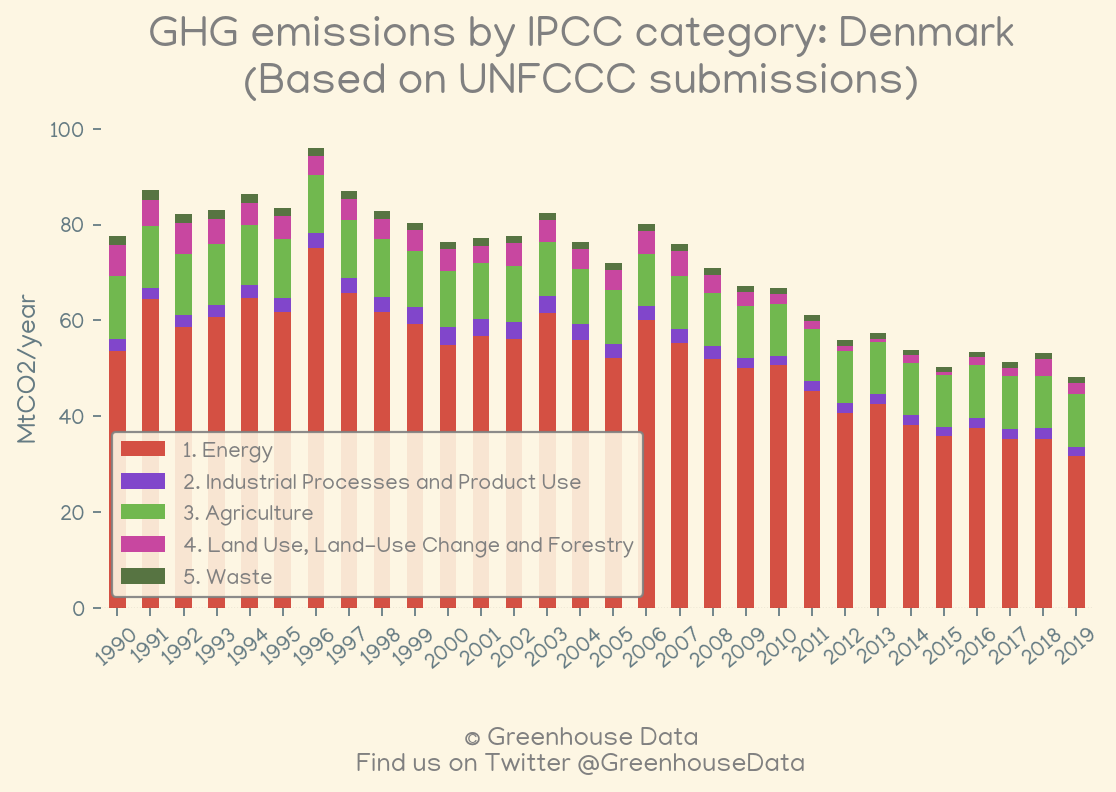 GHG emissions by IPCC category: Denmark
(Based on UNFCCC submissions)
MtCO2/year
100
80
60
40
20
0
1. Energy
2. Industrial Processes and Product Use
3. Agriculture
4. Land Use, Land-Use Change and Forestry
5. Waste
1990 1991 1992 1993 1994 1995 1996 1997 1998 1999 2000 2001 2002 2003 2004 2005 2006 2007 2008 2009 2010 2011 2012 2013 2014 2015 2016 2017 2018 2019
© Greenhouse Data
Find us on Twitter @GreenhouseData